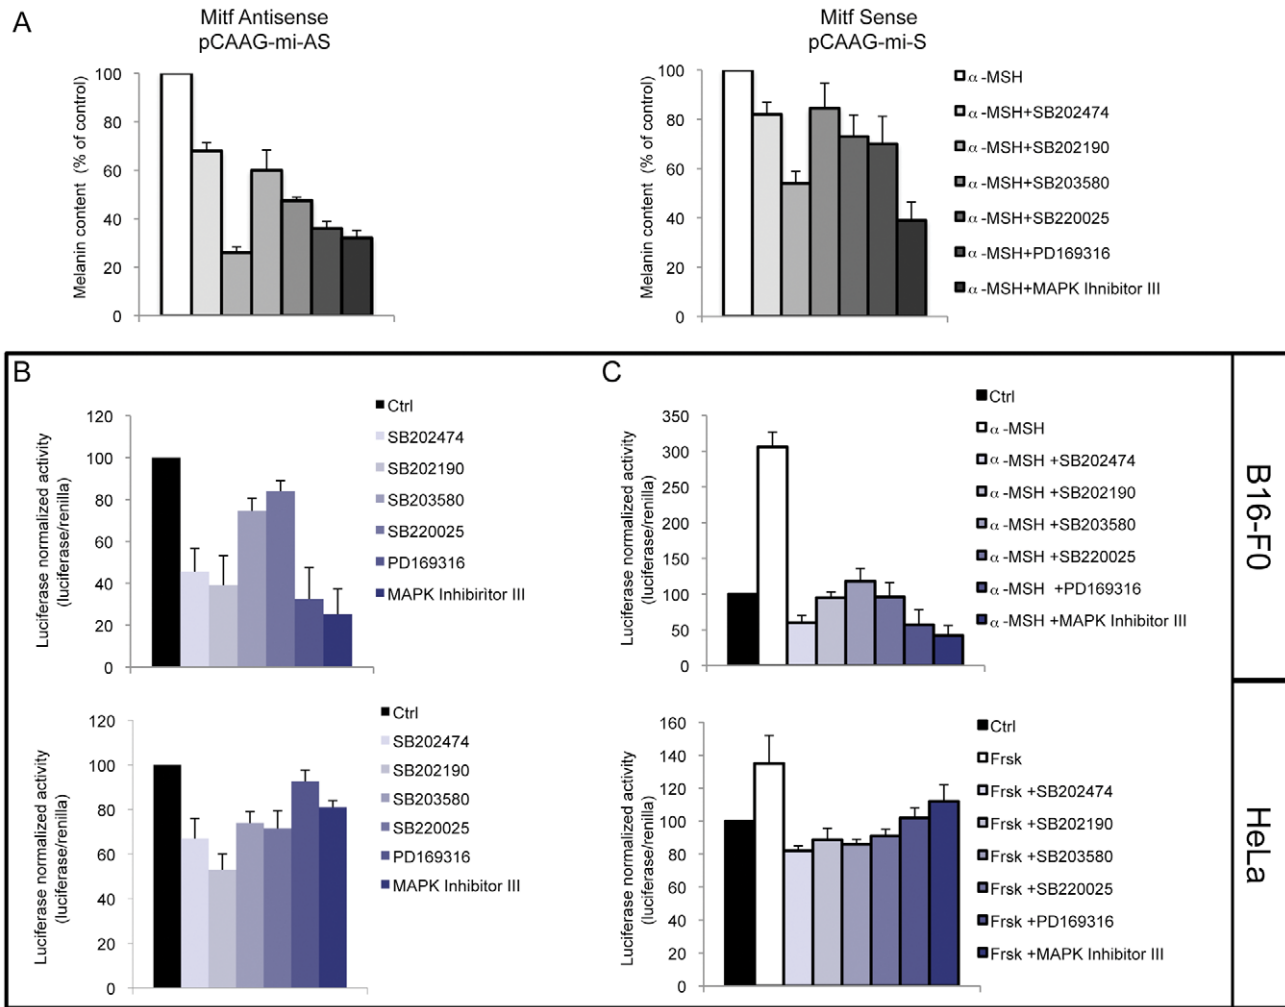 A
Mitf Antisense
pCAAG-mi-AS
Melanin content (% of control)
100
80
60
40
20
0
Mitf Sense
pCAAG-mi-S
Melanin content (% of control)
100
80
60
40
20
0
α -MSH
α -MSH+SB202474
α -MSH+SB202190
α -MSH+SB203580
α -MSH+SB220025
α -MSH+PD169316
α -MSH+MAPK Ihnibitor III
B
Luciferase normalized activity
(luciferase/renilla)
120
100
80
60
40
20
0
Ctrl
SB202474
SB202190
SB203580
SB220025
PD169316
MAPK Inhibiritor III
C
Luciferase normalized activity
(luciferase/renilla)
350
300
250
200
150
100
50
0
Ctrl
α -MSH
α -MSH +SB202474
α -MSH +SB202190
α -MSH +SB203580
α -MSH +SB220025
α -MSH +PD169316
α -MSH +MAPK Inhibitor III
B16-F0
Luciferase normalized activity
(luciferase/renilla)
120
100
80
60
40
20
0
Ctrl
SB202474
SB202190
SB203580
SB220025
PD169316
MAPK Inhibitor III
Luciferase normalized activity
(luciferase/renilla)
160
140
120
100
80
60
40
20
0
Ctrl
Frsk
Frsk +SB202474
Frsk +SB202190
Frsk +SB203580
Frsk +SB220025
Frsk +PD169316
Frsk +MAPK Inhibitor III
HeLa